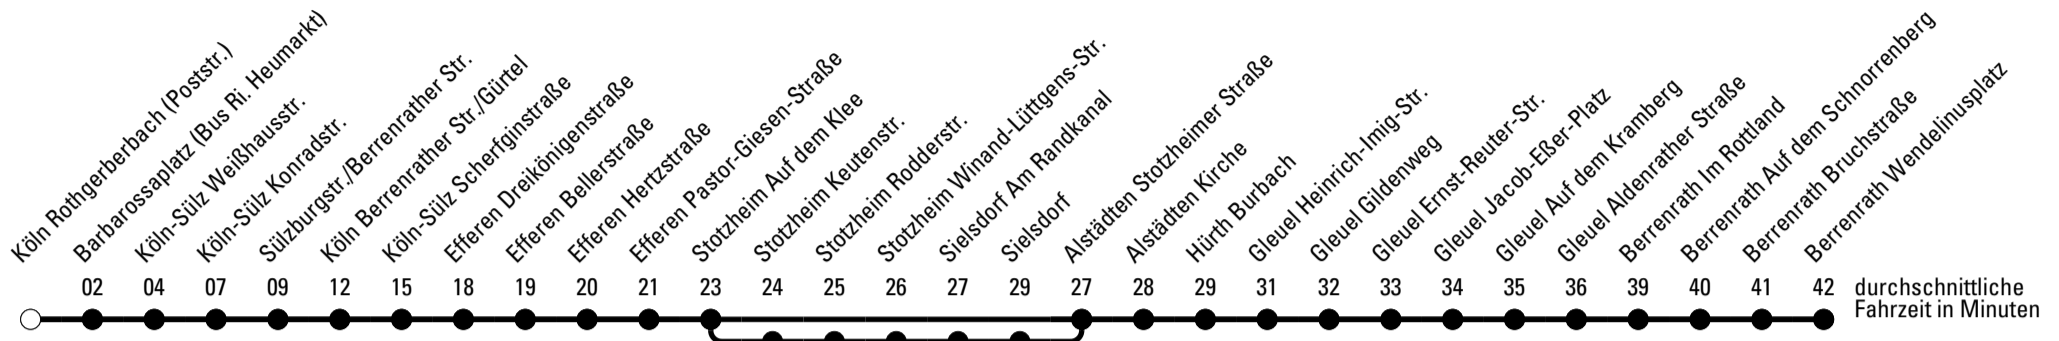 Köln Rothgerberbach (Poststr.)
Barbarossaplatz (Bus Ri. Heumarkt)
Köln-Sülz Weißhausstr.
Köln-Sülz Konradstr.
Sülzburgstr./Berrenrather Str.
Köln Berrenrather Str./Gürtel
Köln-Sülz Scherfginstraße
Efferen Dreikönigenstraße
Efferen Bellerstraße
Efferen Hertzstraße
Efferen Pastor-Giesen-Straße
Stotzheim Auf dem Klee
Stotzheim Keutenstr.
Stotzheim Rodderstr.
Stotzheim Winand-Lüttgens-Str.
Sielsdorf Am Randkanal
Sielsdorf
Alstädten Stotzheimer Straße
Alstädten Kirche
Hürth Burbach
Gleuel Heinrich-Imig-Str.
Gleuel Gildenweg
Gleuel Ernst-Reuter-Str.
Gleuel Jacob-Eßer-Platz
Gleuel Auf dem Kramberg
Gleuel Aldenrather Straße
Berrenrath Im Rottland
Berrenrath Auf dem Schnorrenberg
Berrenrath Bruchstraße
Berrenrath Wendelinusplatz
02 04 07 09 12 15 18 19 20 21 23 24 25 26 27 29 27 28 29 31 32 33 34 35 36 39 40 41 42 durchschnittliche
Fahrzeit in Minuten